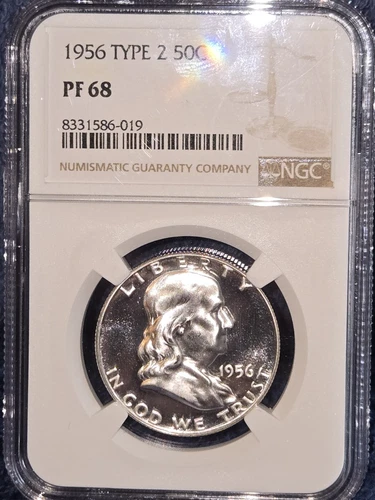 1956 TYPE 2 50C
PF 68
8331586-019
NUMISMATIC GUARANTY COMPANY
NGC
LIBERTY
1956
IN GOD WE TRUST